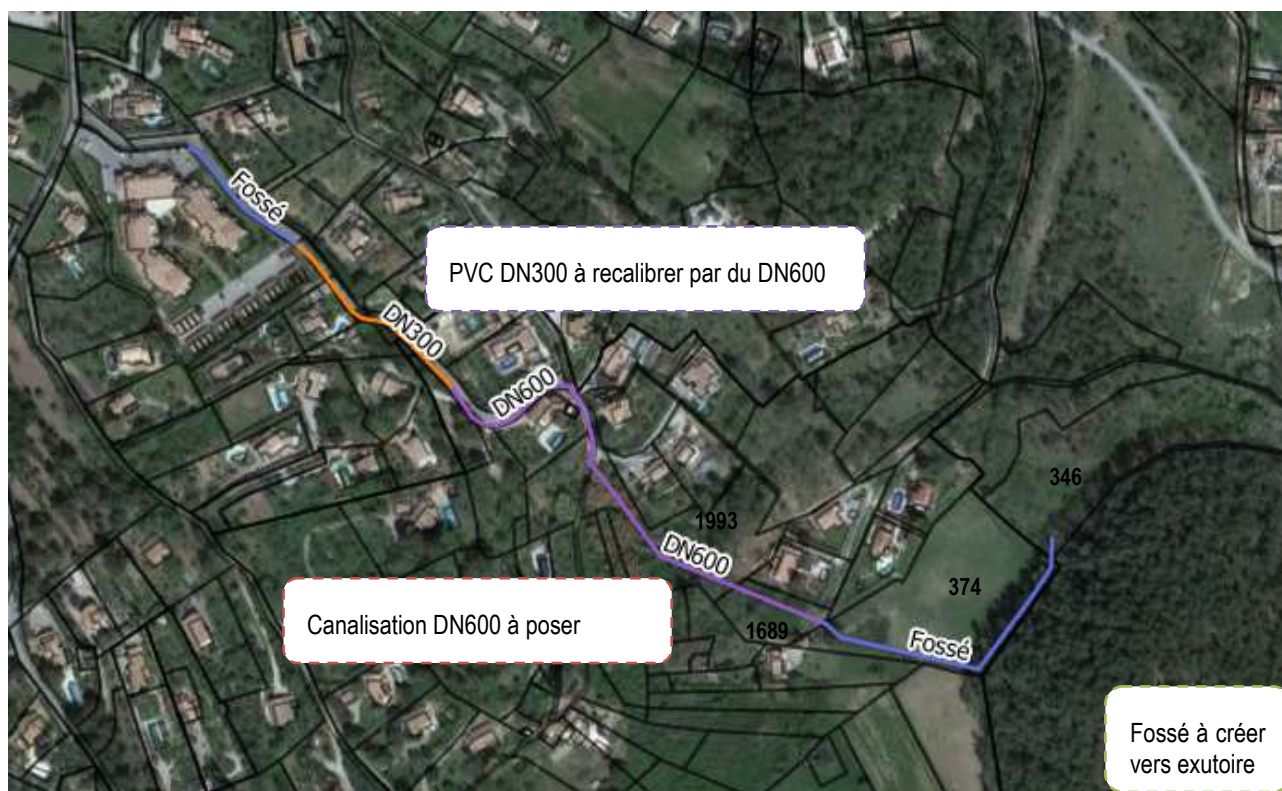 Fossé
PVC DN300 à recalibrer par du DN600
DN300
DN600
346
1993
DN600
374
Canalisation DN600 à poser
1689
Fossé
Fossé à créer
vers exutoire